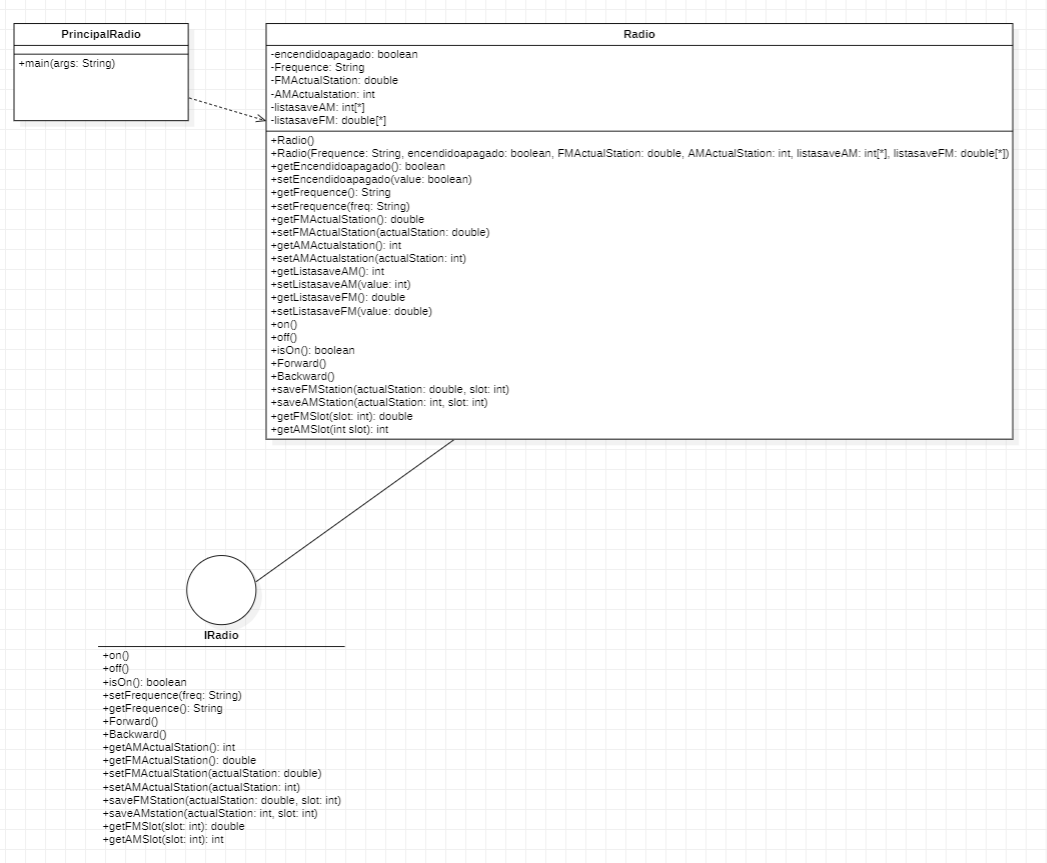 PrincipalRadio
+main(args: String)
Radio
-encendidoapagado: boolean
-Frequence: String
-FMActualStation: double
-AMActualstation: int
-listasaveAM: int[*]
-listasaveFM: double[*]
+Radio()
+Radio(Frequence: String, encendidoapagado: boolean, FMActualStation: double, AMActualStation: int, listasaveAM: int[*], listasaveFM: double[*])
+getEncendidoapagado(): boolean
+setEncendidoapagado(value: boolean)
+getFrequence(): String
+setFrequence(freq: String)
+getFMActualStation(): double
+setFMActualStation(actualStation: double)
+getAMActualstation(): int
+setAMActualstation(actualStation: int)
+getListasaveAM(): int
+setListasaveAM(value: int)
+getListasaveFM(): double
+setListasaveFM(value: double)
+on()
+off()
+isOn(): boolean
+Forward()
+Backward()
+saveFMStation(actualStation: double, slot: int)
+saveAMStation(actualStation: int, slot: int)
+getFMSlot(slot: int): double
+getAMSlot(int slot): int
IRadio
+on()
+off()
+isOn(): boolean
+setFrequence(freq: String)
+getFrequence(): String
+Forward()
+Backward()
+getAMActualStation(): int
+getFMActualStation(): double
+setFMActualStation(actualStation: double)
+setAMActualStation(actualStation: int)
+saveFMStation(actualStation: double, slot: int)
+saveAMstation(actualStation: int, slot: int)
+getFMSlot(slot: int): double
+getAMSlot(slot: int): int